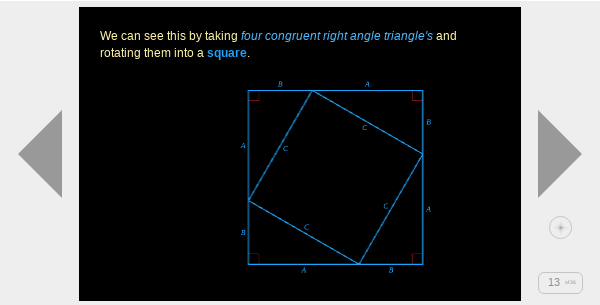 We can see this by taking four congruent right angle triangle's and
rotating them into a square.
B A
C B
A C
C A
B C
A B
13 of 36